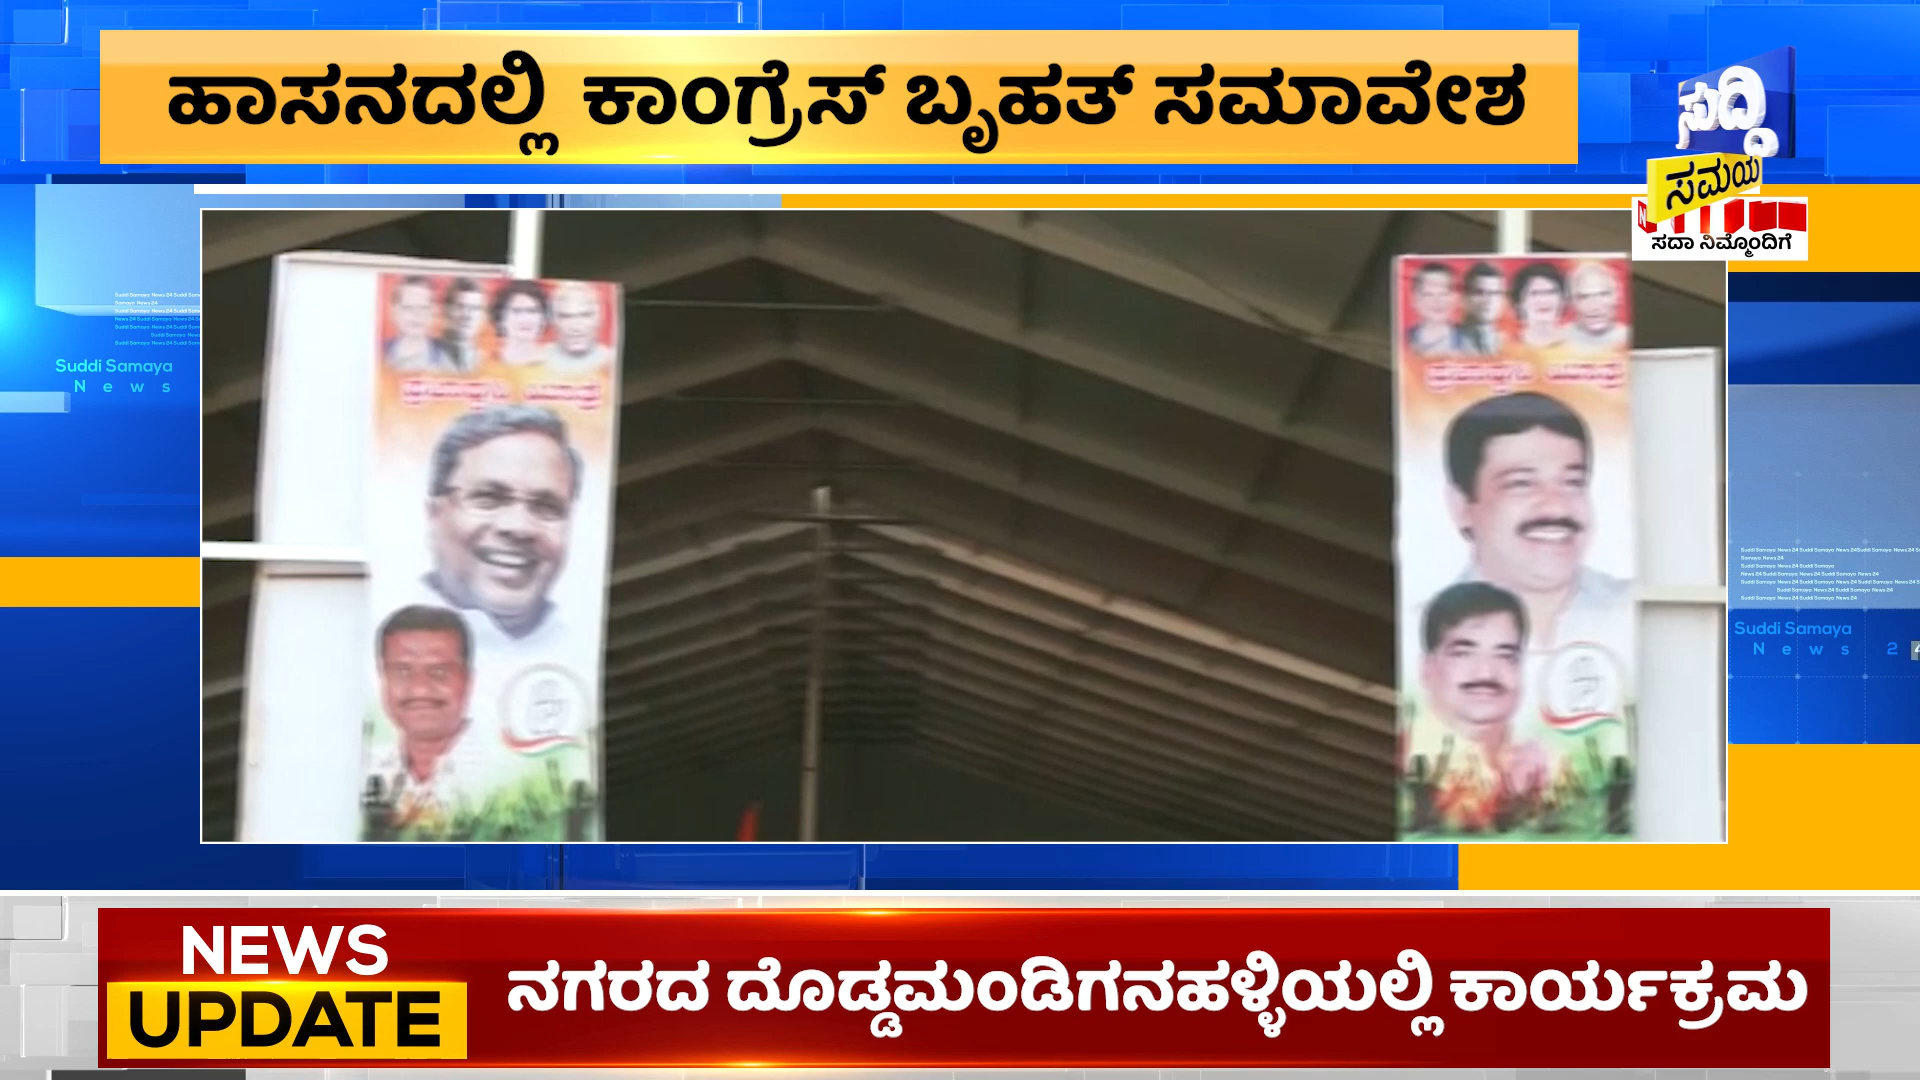 ಹಾಸನದಲ್ಲಿ ಕಾಂಗ್ರೆಸ್ ಬೃಹತ್ ಸಮಾವೇಶ
ಸುದ್ದಿ
ಸಮಯ
ಸದಾ ನಿಮ್ಮೊಂದಿಗೆ
Suddi Samaya
News
Suddi Samaya
News 24
NEWS
UPDATE
ನಗರದ ದೊಡ್ಡಮಂಡಿಗನಹಳ್ಳಿಯಲ್ಲಿ ಕಾರ್ಯಕ್ರಮ